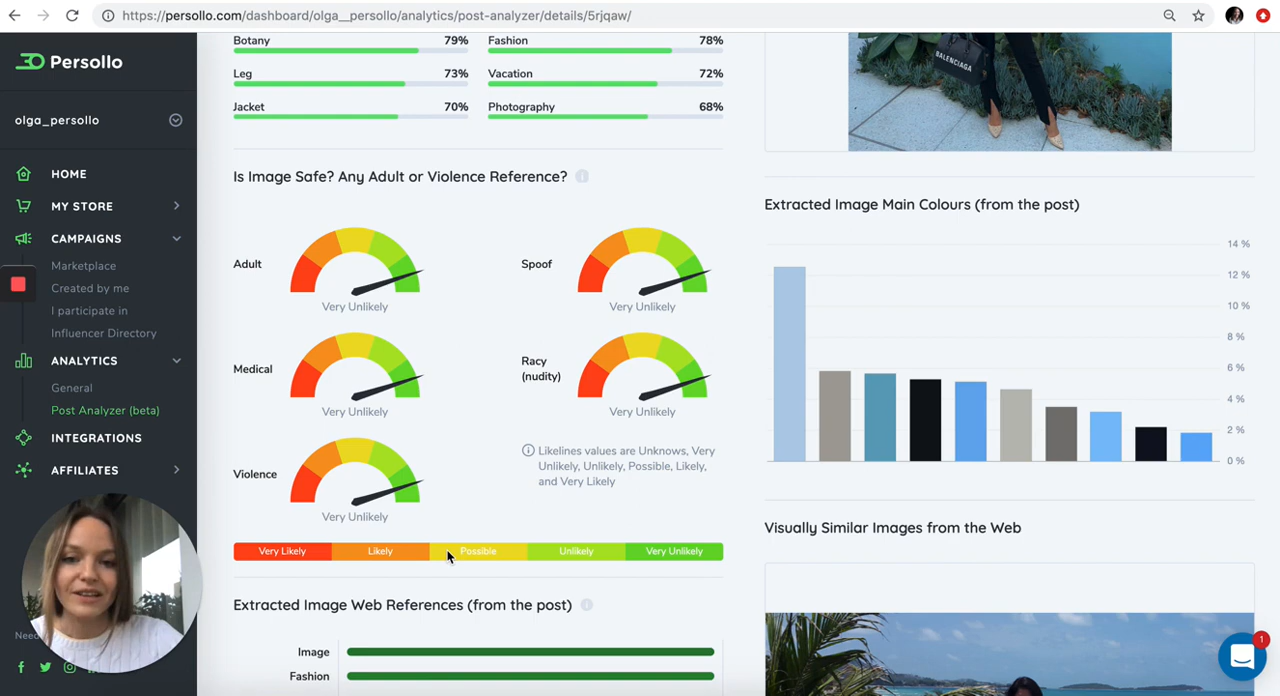 https://persollo.com/dashboard/olga__persollo/analytics/post-analyzer/details/5rjqaw/
Persollo
olga_persollo
HOME
MY STORE
CAMPAIGNS
Marketplace
Created by me
I participate in
Influencer Directory
ANALYTICS
General
Post Analyzer (beta)
INTEGRATIONS
AFFILIATES
Need
Botany 79%
Fashion 78%
Leg 73%
Vacation 72%
Jacket 70%
Photography 68%
Is Image Safe? Any Adult or Violence Reference?
Adult
Very Unlikely
Spoof
Very Unlikely
Medical
Very Unlikely
Racy
(nudity)
Very Unlikely
Violence
Very Unlikely
Likelines values are Unknows, Very
Unlikely, Unlikely, Possible, Likely,
and Very Likely
Very Likely Likely Possible Unlikely Very Unlikely
Extracted Image Web References (from the post)
Image
Fashion
BALENCIAGA
Extracted Image Main Colours (from the post)
14 %
12 %
10 %
8 %
6 %
4 %
2 %
0 %
Visually Similar Images from the Web
1